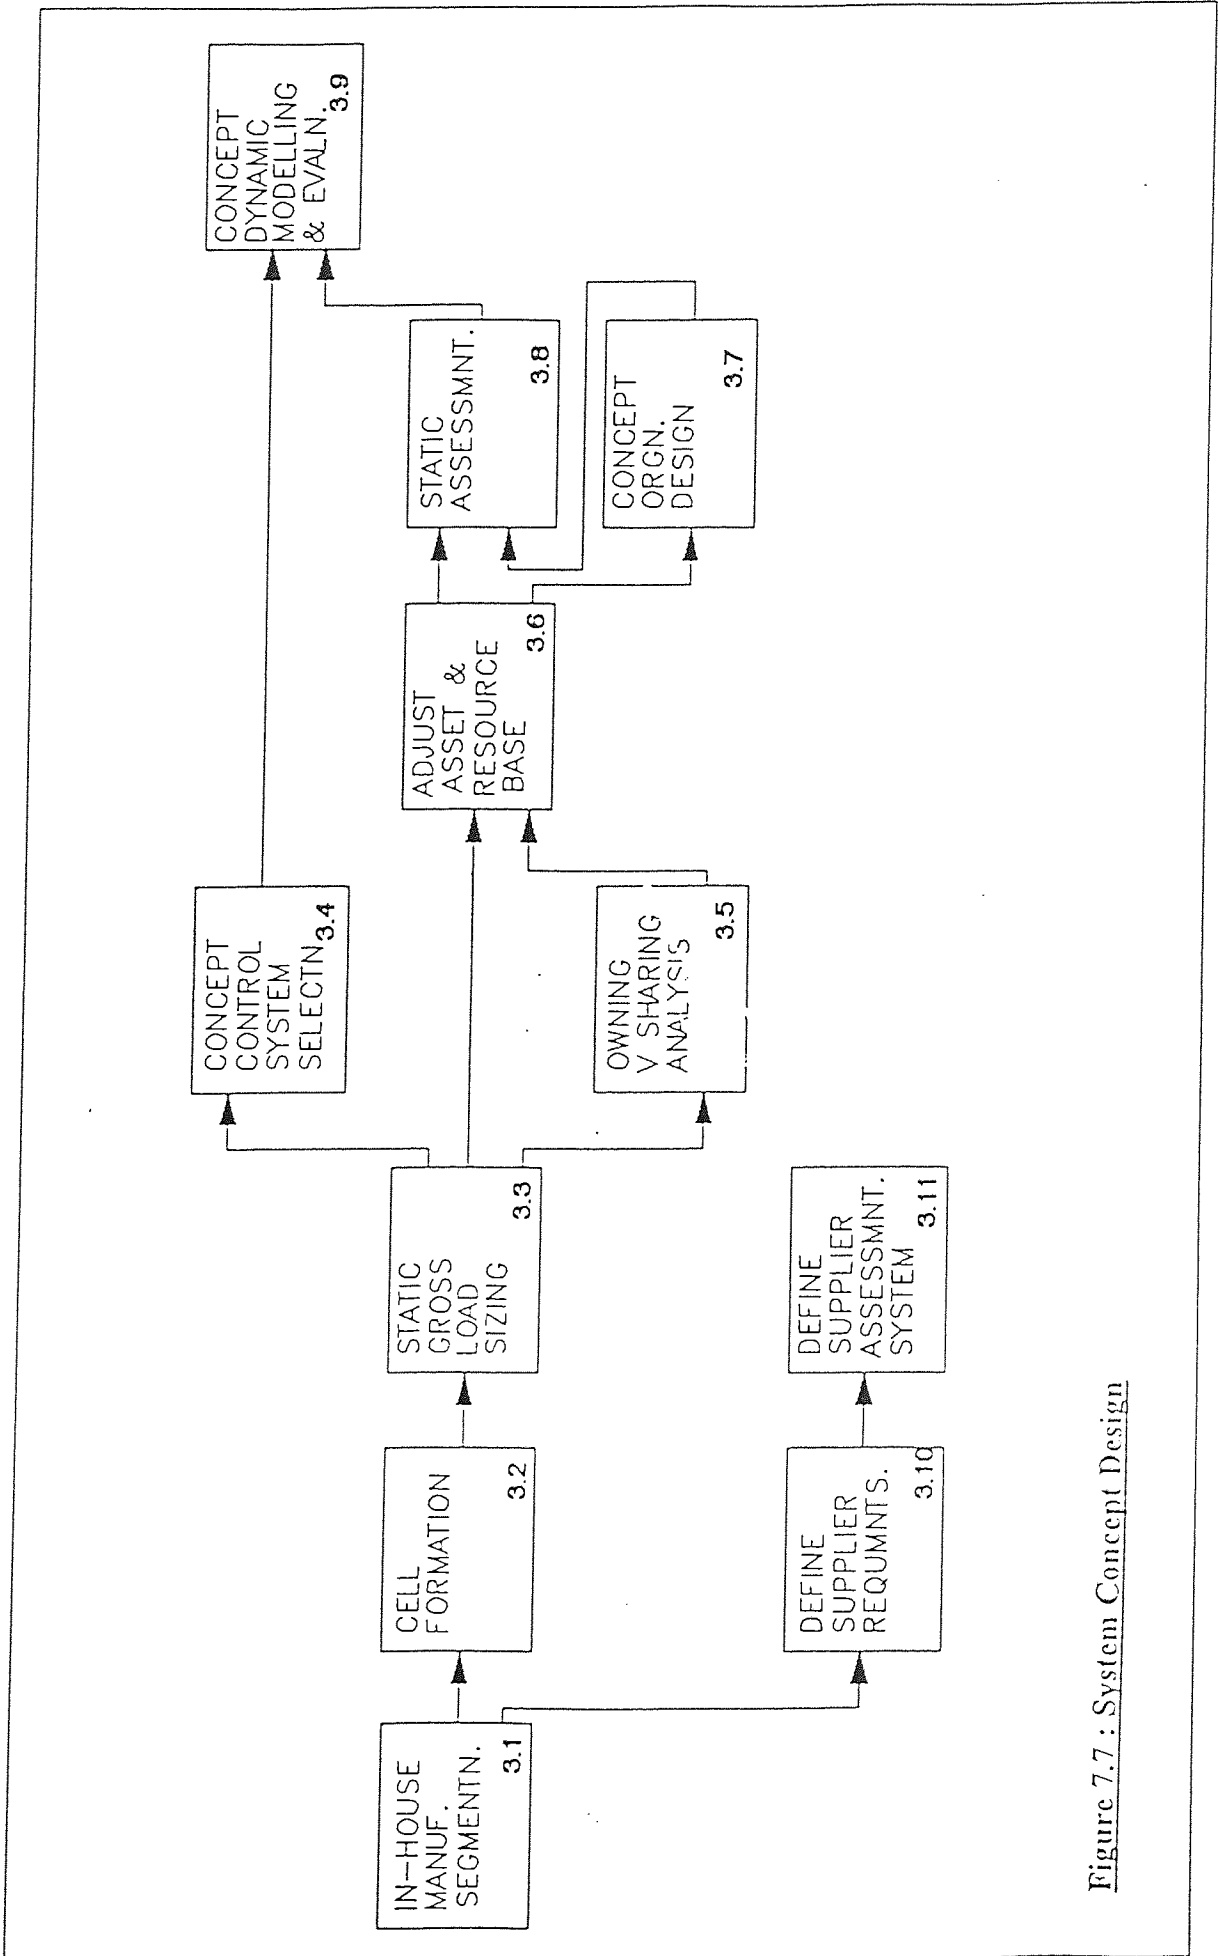 IN-HOUSE
MANUF.
SEGMENTN.
3.1
CELL
FORMATION
3.2
STATIC
GROSS
LOAD
SIZING
3.3
CONCEPT
CONTROL
SYSTEM
SELECTN
3.4
OWNING
V SHARING
ANALYSIS
3.5
ADJUST
ASSET &
RESOURCE
BASE
3.6
CONCEPT
ORGN.
DESIGN
3.7
STATIC
ASSESSMNT.
3.8
CONCEPT
DYNAMIC
MODELLING
& EVALN.
3.9
DEFINE
SUPPLIER
REQUMNTS.
3.10
DEFINE
SUPPLIER
ASSESSMNT.
SYSTEM
3.11
Figure 7.7 : System Concept Design